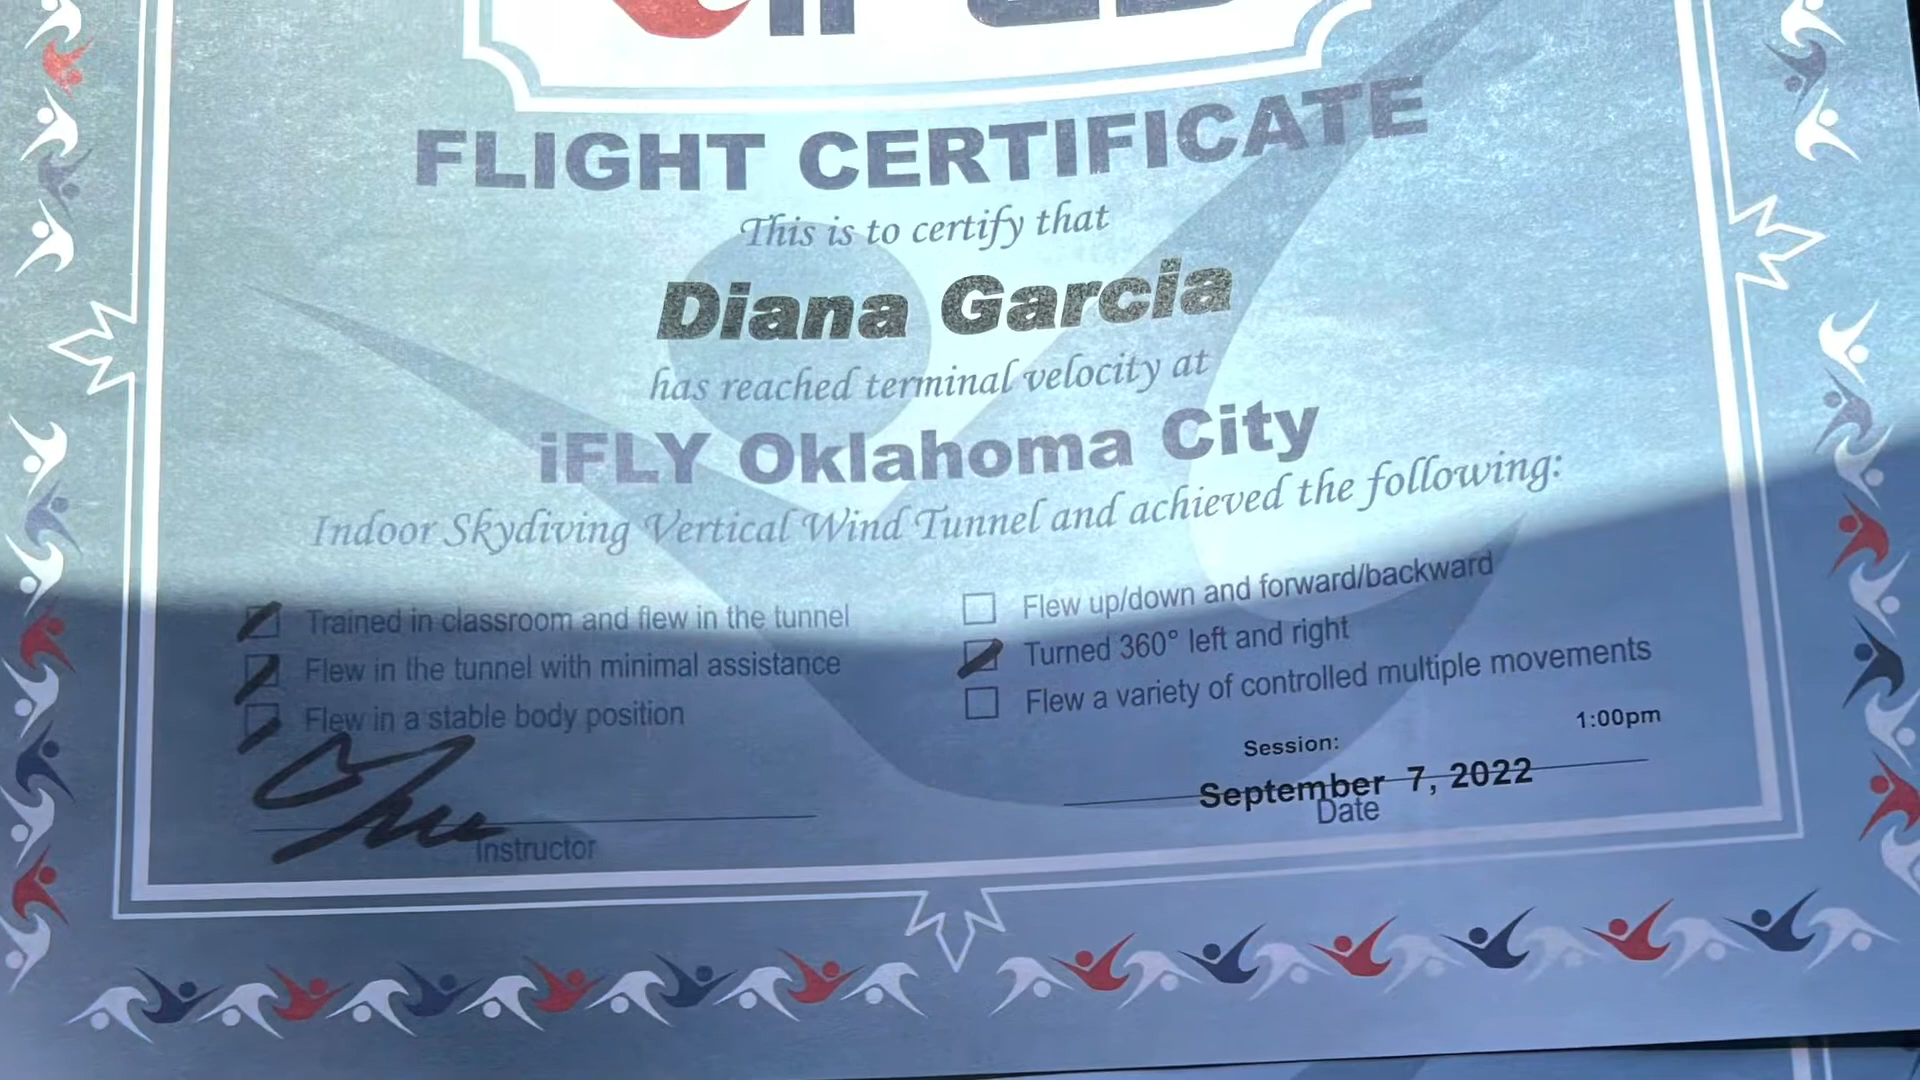 FLIGHT CERTIFICATE
This is to certify that
Diana Garcia
has reached terminal velocity at
iFLY Oklahoma City
Indoor Skydiving Vertical Wind Tunnel and achieved the following:
Trained in classroom and flew in the tunnel
Flew in the tunnel with minimal assistance
Flew in a stable body position
Flew up/down and forward/backward
Turned 360° left and right
Flew a variety of controlled multiple movements
Instructor
Session: 1:00pm
September 7, 2022
Date